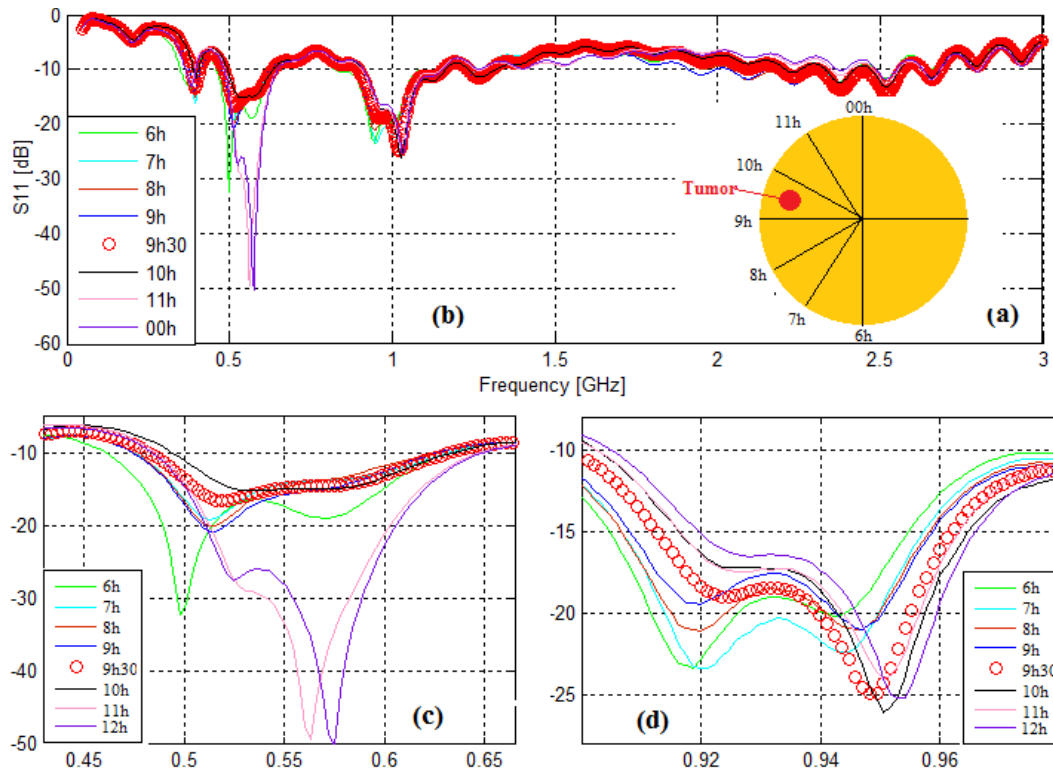 0
-10
-20
-30
-40
-50
-60
S11 [dB]
0
0.5
1
1.5
2
2.5
3
Frequency [GHz]
6h
7h
8h
9h
9h30
10h
11h
00h
(b)
00h
11h
10h
Tumor
9h
8h
7h
6h
(a)
-10
-20
-30
-40
-50
0.45
0.5
0.55
0.6
0.65
6h
7h
8h
9h
9h30
10h
11h
12h
(c)
-10
-15
-20
-25
0.92
0.94
0.96
(d)
6h
7h
8h
9h
9h30
10h
11h
12h